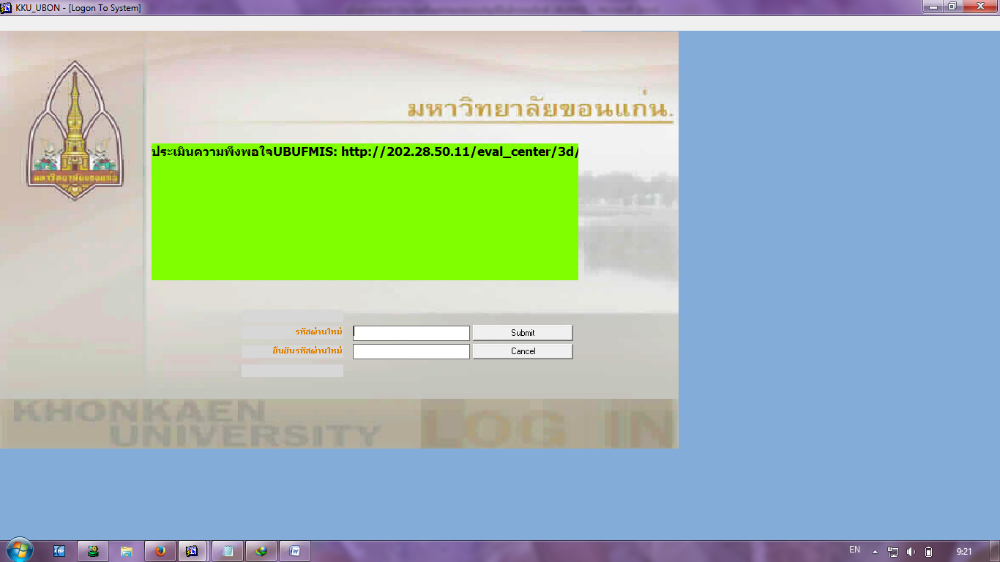 KKU_UBON - [Logon To System]
มหาวิทยาลัยขอนแก่น.
มหาวิทยาลัยขอนแก่น
ประเมินความพึงพอใจUBUFMIS: http://202.28.50.11/eval_center/3d/
รหัสผ่านใหม่
Submit
ยืนยันรหัสผ่านใหม่
Cancel
KHONKAEN
UNIVERSITY
LOG IN
EN
9:21